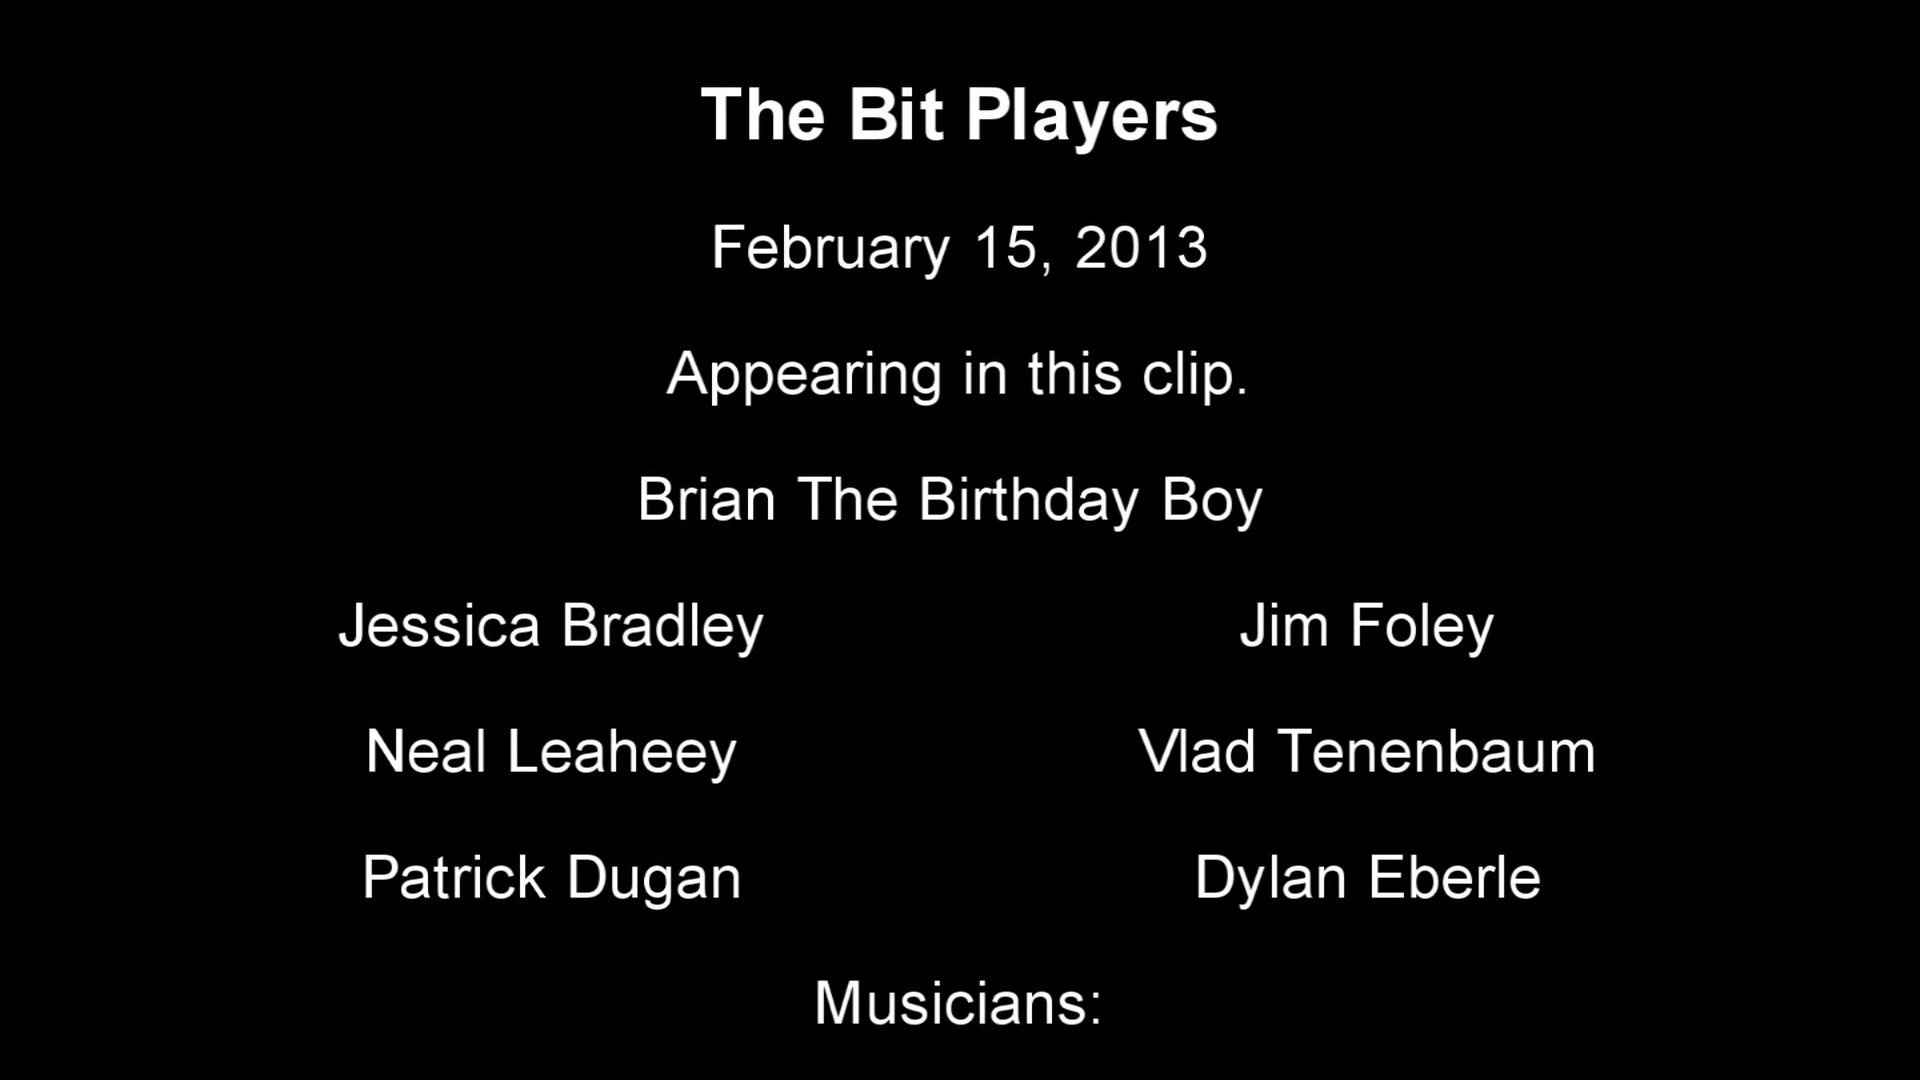 The Bit Players
February 15, 2013
Appearing in this clip.
Brian The Birthday Boy
Jessica Bradley Jim Foley
Neal Leaheey Vlad Tenenbaum
Patrick Dugan Dylan Eberle
Musicians: